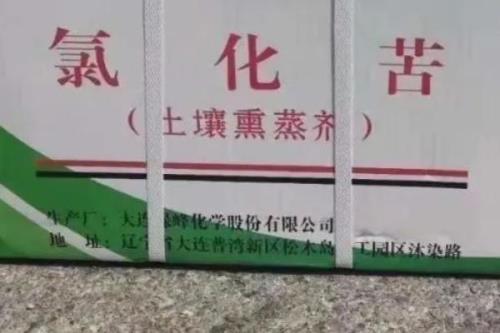 氯化苦
（土壤熏蒸剂）
生产厂：大连绿峰化学股份有限公司
地 址：辽宁省大连普湾新区松木岛 工园区沐染路